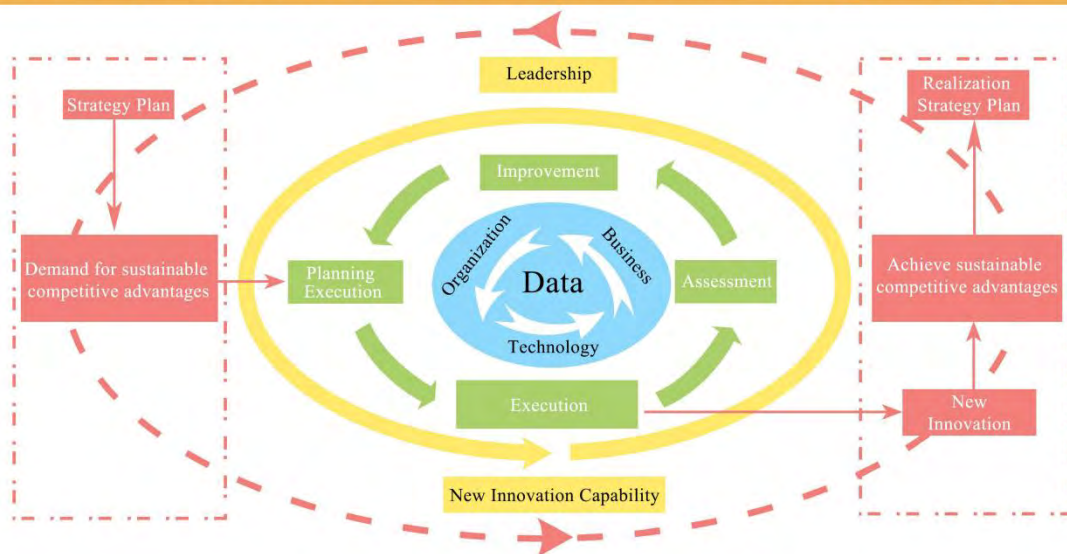 Leadership
Strategy Plan
Realization
Strategy Plan
Improvement
Organization
Business
Data
Technology
Demand for sustainable
competitive advantages
Planning
Execution
Assessment
Achieve sustainable
competitive advantages
Execution
New
Innovation
New Innovation Capability